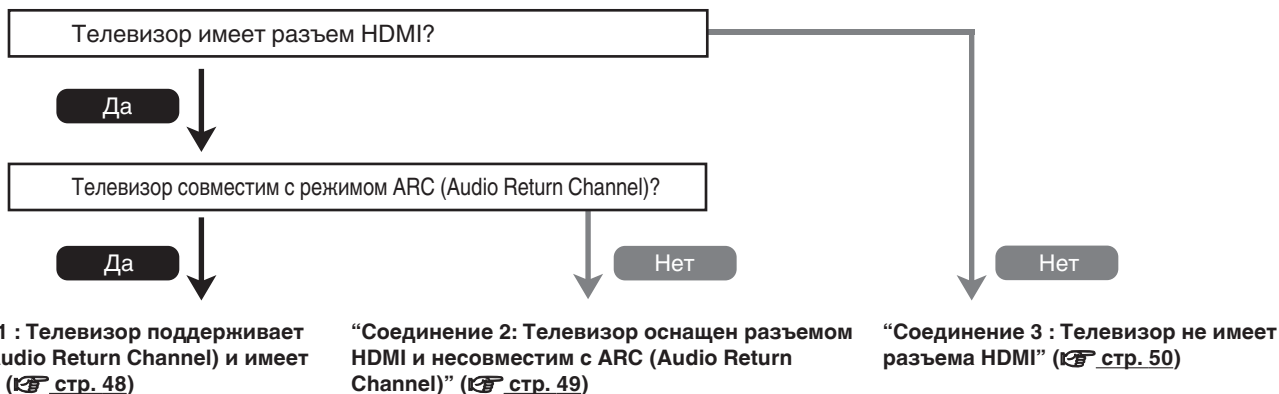 Телевизор имеет разъем HDMI?
Да
Телевизор совместим с режимом ARC (Audio Return Channel)?
Да
Нет
Нет
1 : Телевизор поддерживает
udio Return Channel) и имеет
(стр. 48)
“Соединение 2: Телевизор оснащен разъемом
HDMI и несовместим с ARC (Audio Return
Channel)” (стр. 49)
“Соединение 3 : Телевизор не имеет
разъема HDMI” (стр. 50)